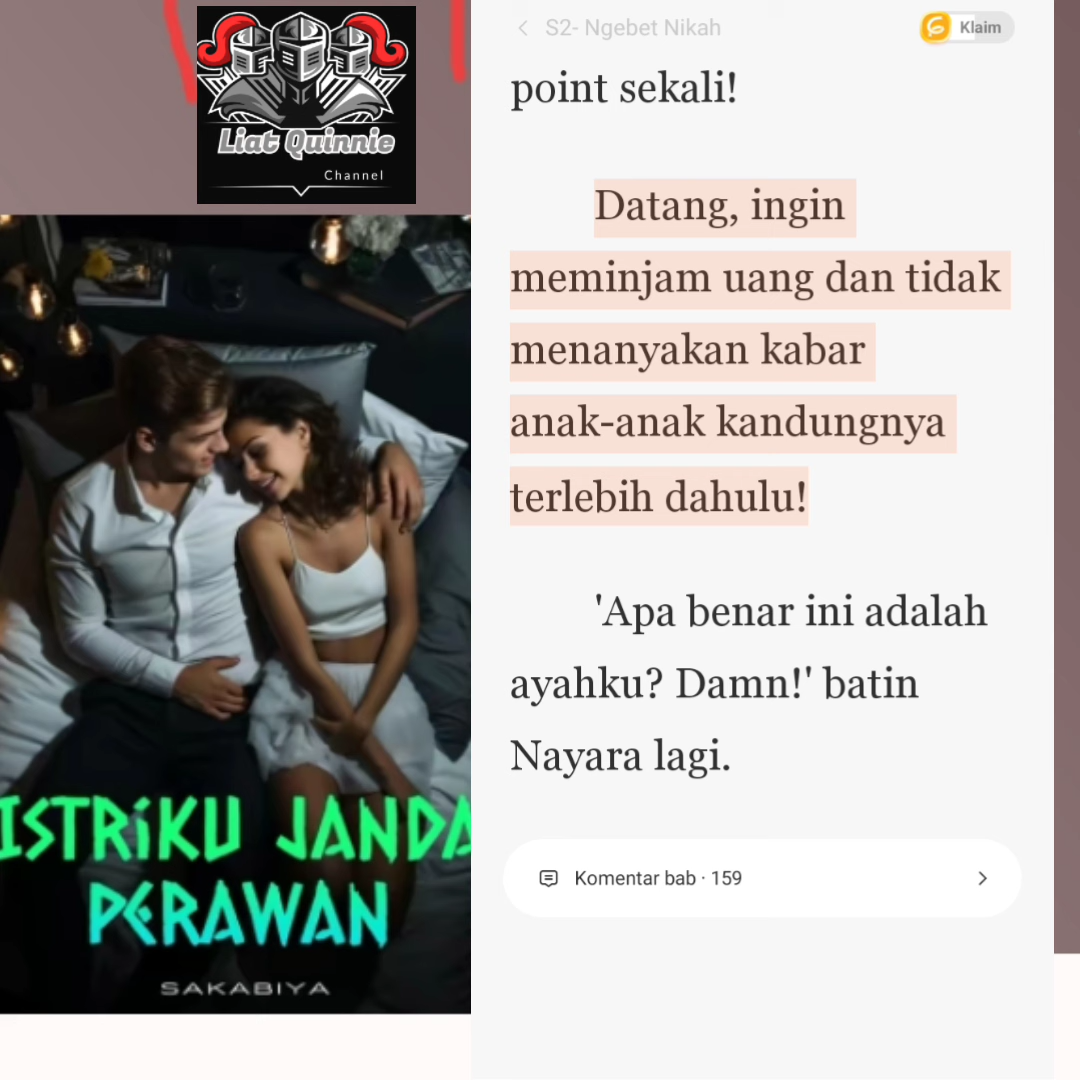 Liat Quinnie
Channel
ISTRIKU JANDA
PERAWAN
SAKABIYA
S2- Ngebet Nikah
Klaim
point sekali!
Datang, ingin
meminjam uang dan tidak
menanyakan kabar
anak-anak kandungnya
terlebih dahulu!
'Apa benar ini adalah
ayahku? Damn!' batin
Nayara lagi.
Komentar bab · 159